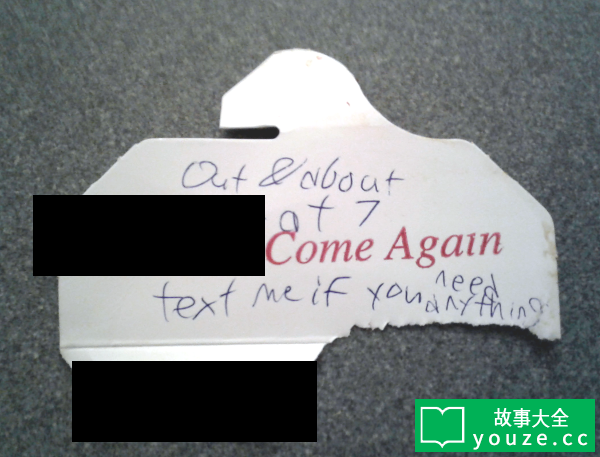 Out & about
at 7
Come Again
text me if you need anything
故事大全
youze.cc